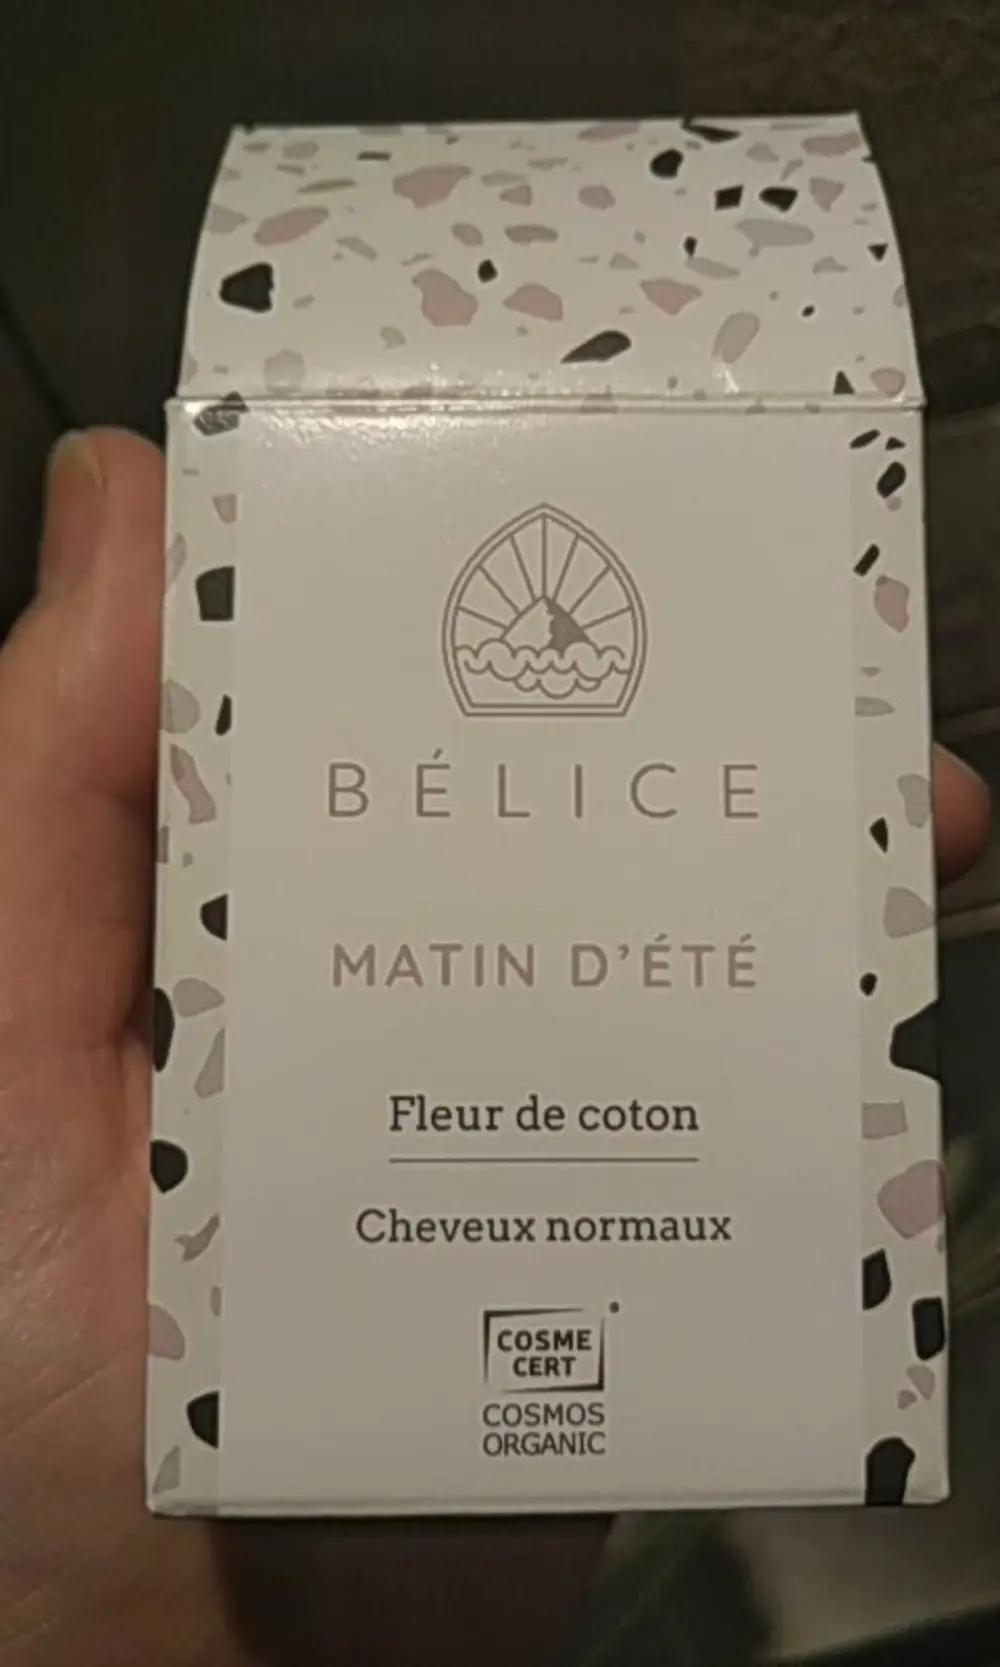 BÉLICE
MATIN D'ÉTÉ
Fleur de coton
Cheveux normaux
COSME
CERT
COSMOS
ORGANIC